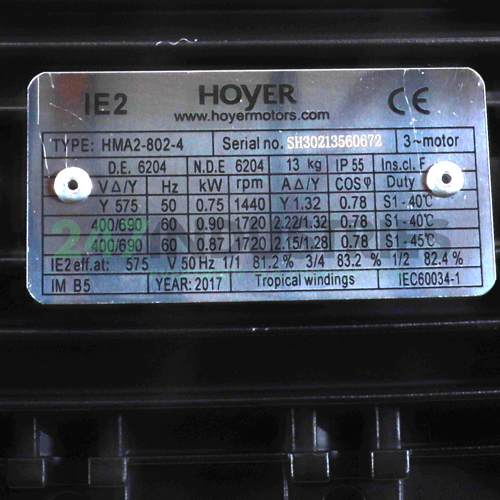 IE2 HOYER CE
www.hoyermotors.com
TYPE: HMA2-802-4 Serial no. SH30213560672 3~motor
D.E. 6204 N.D.E 6204 13 kg IP 55 Ins.cl. F
V Δ/Y Hz kW rpm A Δ/Y COSφ Duty
Y 575 50 0.75 1440 Y 1.32 0.78 S1 -40℃
400/690 60 0.90 1720 2.22/1.32 0.78 S1 -40℃
400/690 60 0.87 1720 2.15/1.28 0.78 S1 -45℃
IE2 eff.at: 575 V 50 Hz 1/1 81.2 % 3/4 83.2 % 1/2 82.4 %
IM B5 YEAR: 2017 Tropical windings IEC60034-1